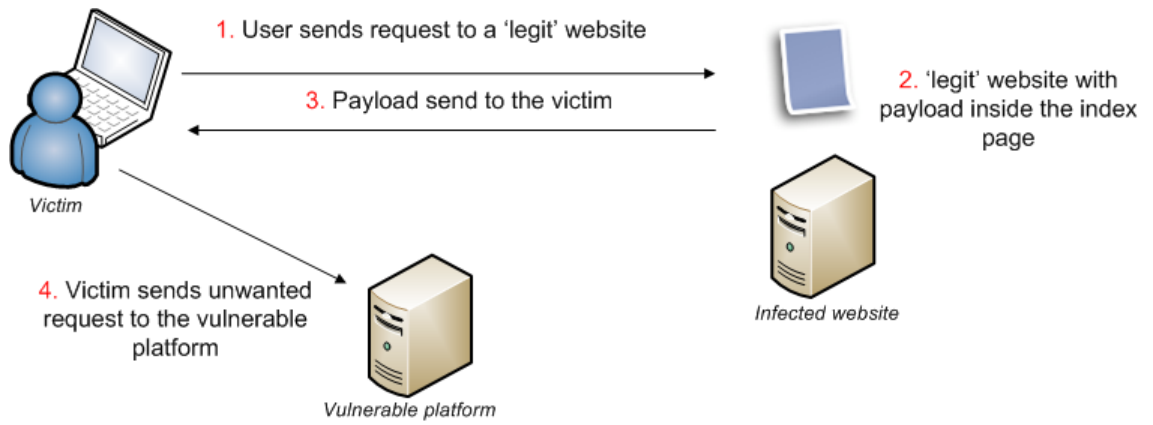 1. User sends request to a ‘legit’ website
3. Payload send to the victim
2. ‘legit’ website with
payload inside the index
page
Victim
4. Victim sends unwanted
request to the vulnerable
platform
Infected website
Vulnerable platform